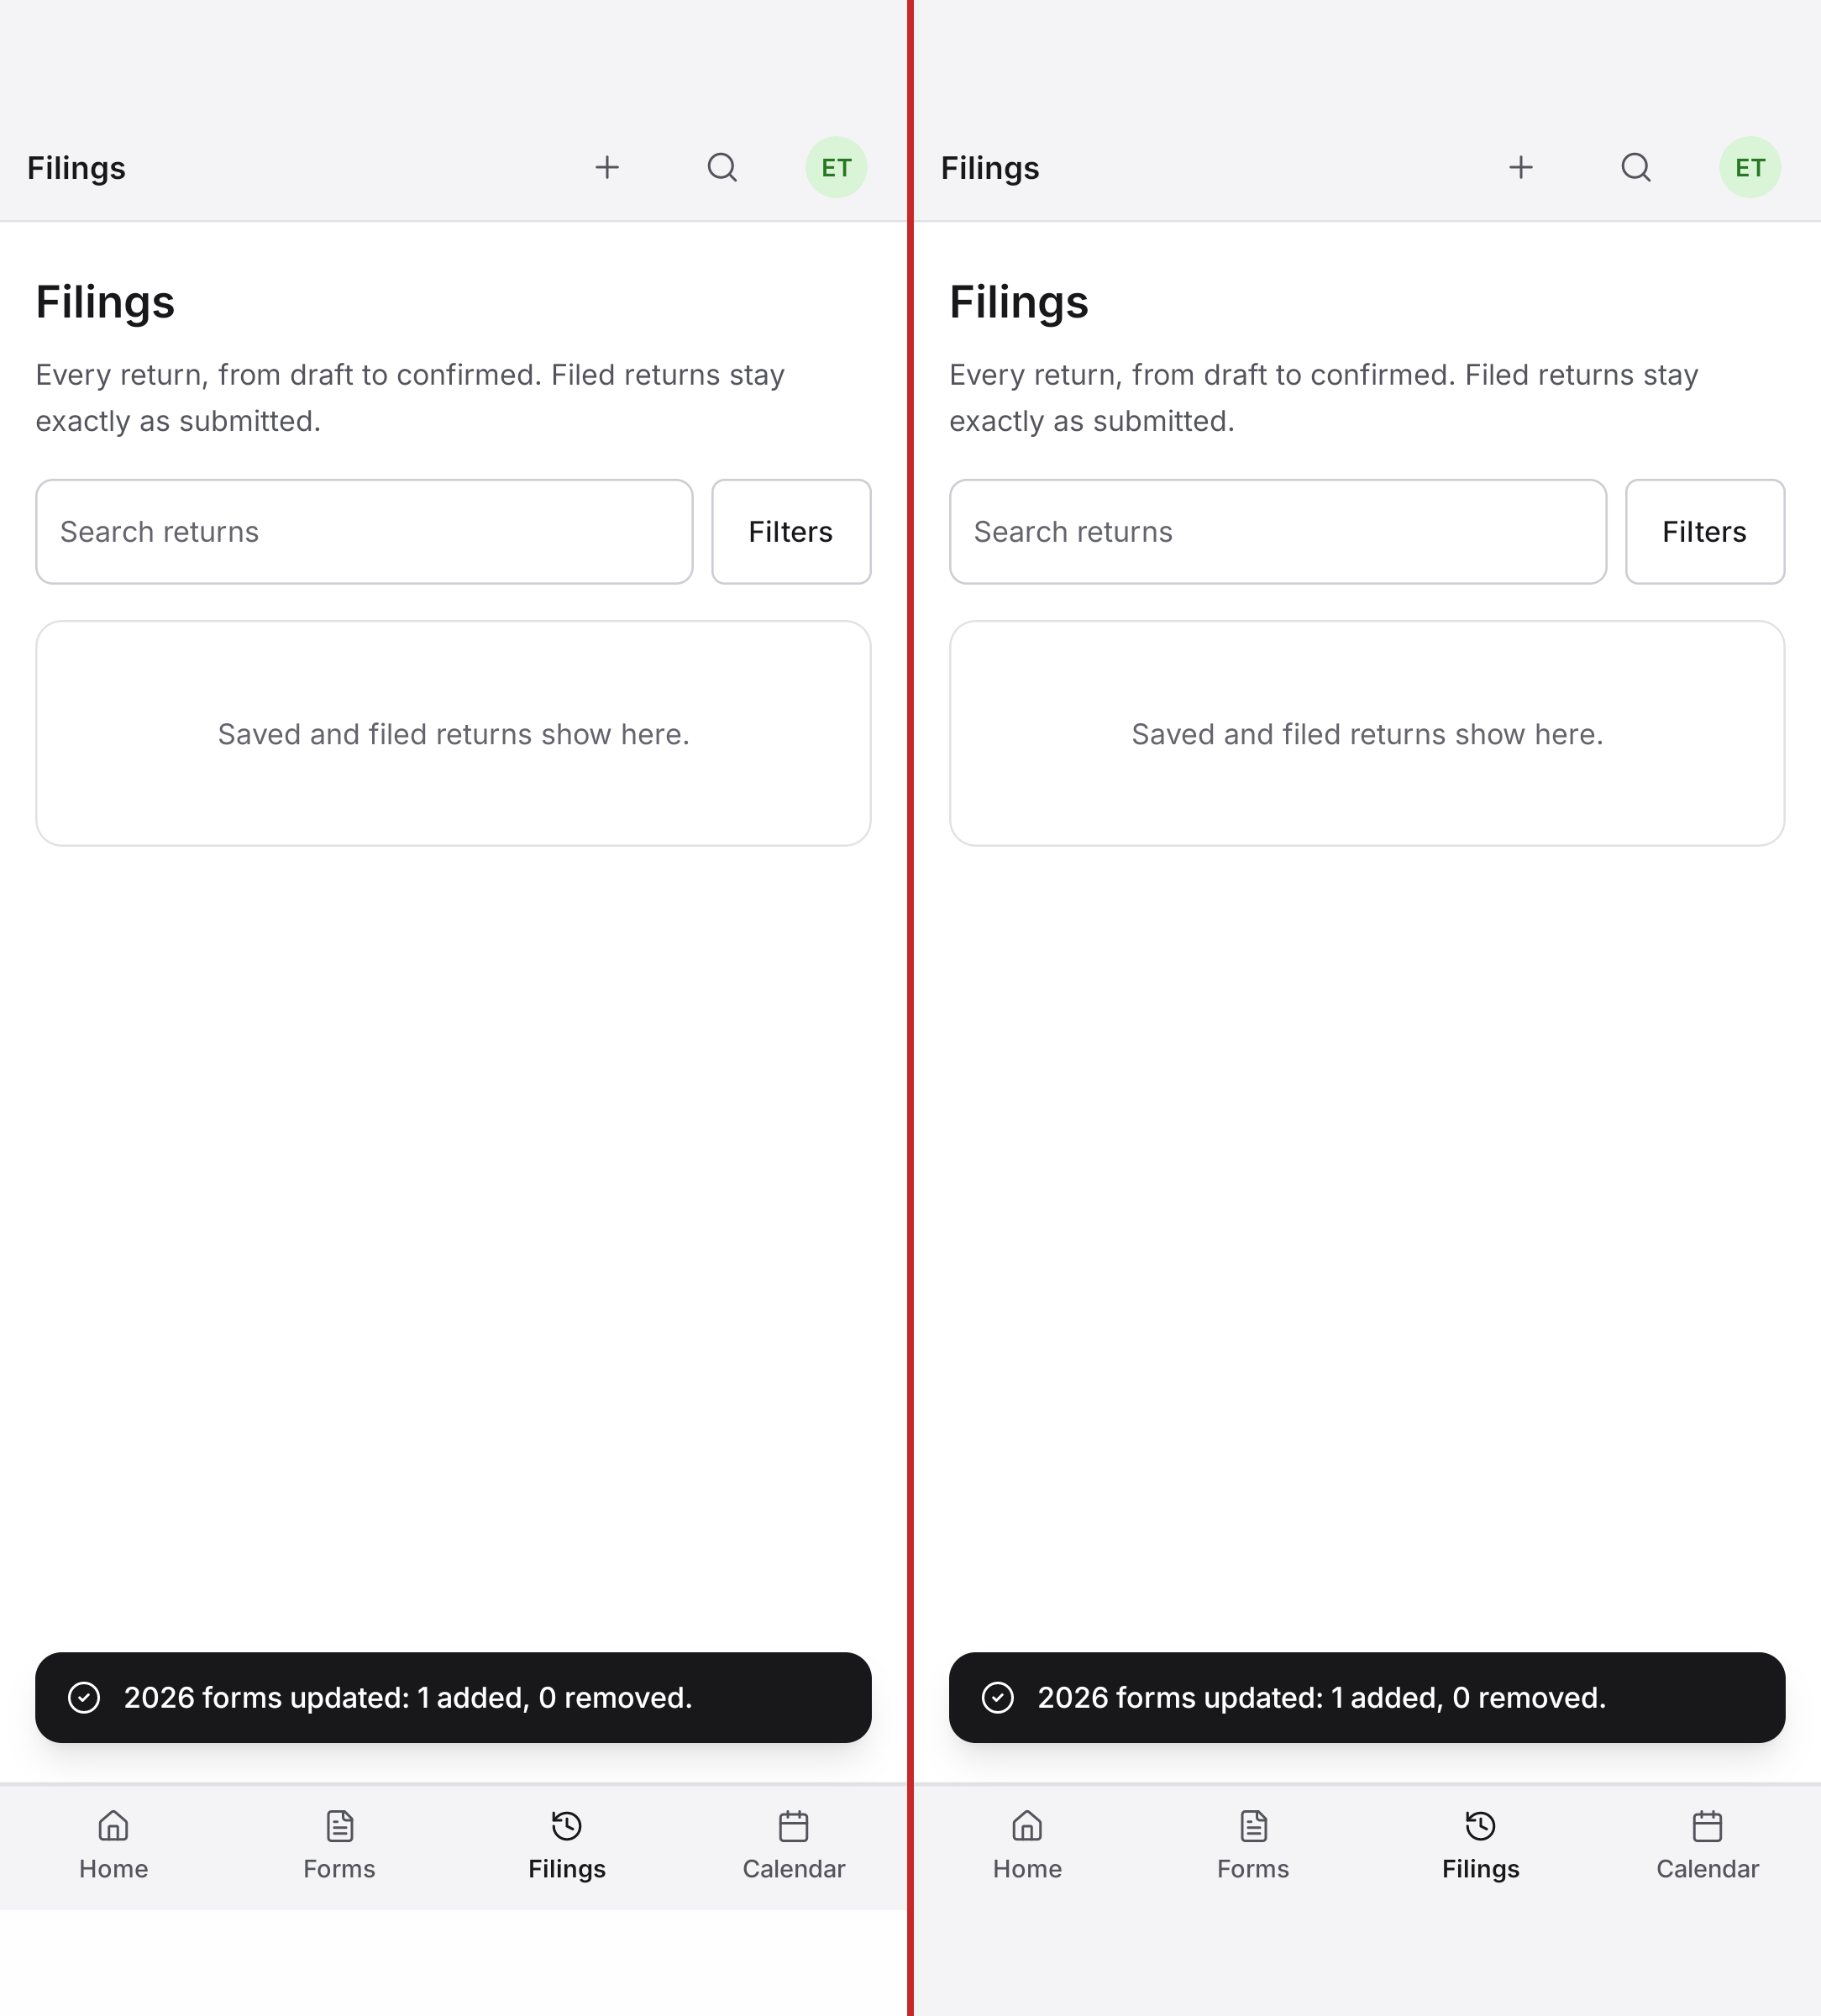 Filings
ET
Filings
Every return, from draft to confirmed. Filed returns stay
exactly as submitted.
Search returns
Filters
Saved and filed returns show here.
2026 forms updated: 1 added, 0 removed.
Home
Forms
Filings
Calendar
Filings
ET
Filings
Every return, from draft to confirmed. Filed returns stay
exactly as submitted.
Search returns
Filters
Saved and filed returns show here.
2026 forms updated: 1 added, 0 removed.
Home
Forms
Filings
Calendar